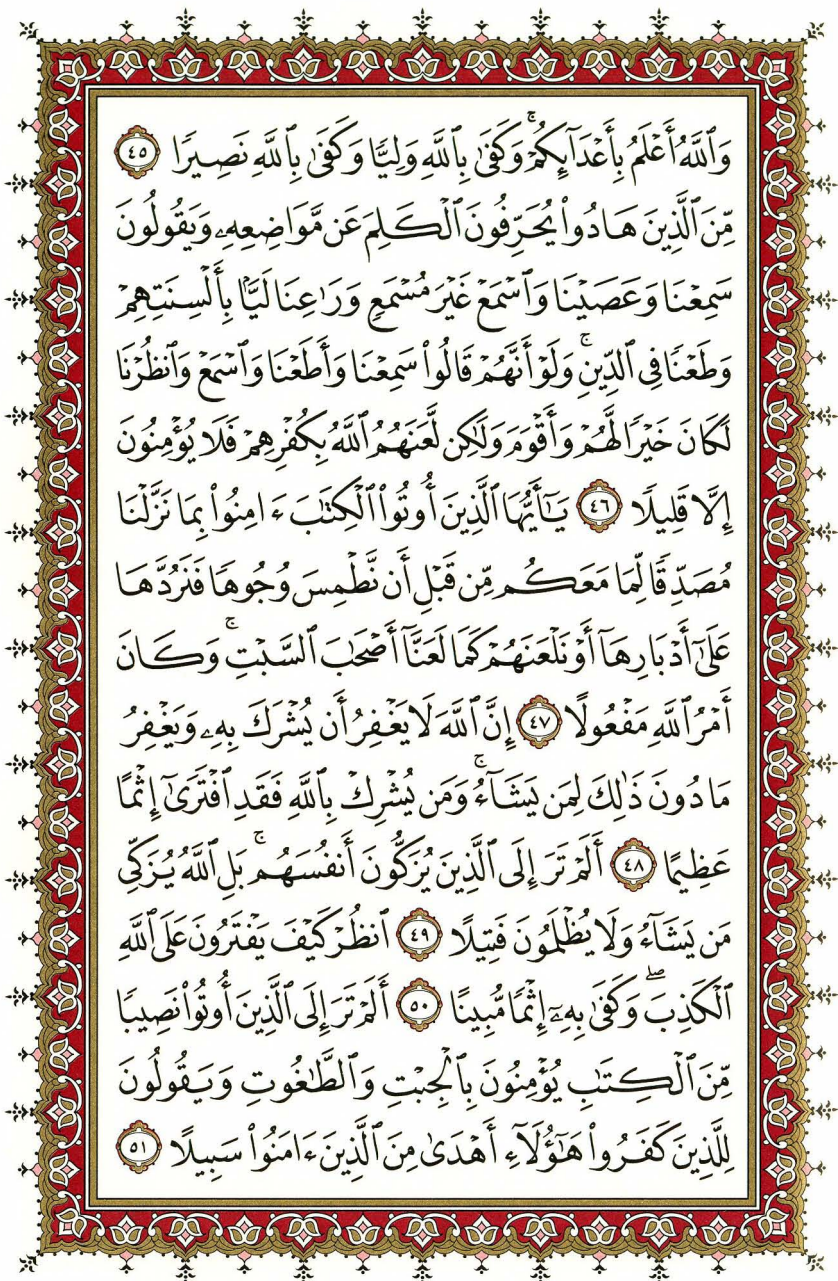 وَٱللَّهُ أَعْلَمُ بِأَعْدَآئِكُمْ ۚ وَكَفَىٰ بِٱللَّهِ وَلِيًّا وَكَفَىٰ بِٱللَّهِ نَصِيرًا ٤٥
مِّنَ ٱلَّذِينَ هَادُوا۟ يُحَرِّفُونَ ٱلْكَلِمَ عَن مَّوَاضِعِهِۦ وَيَقُولُونَ
سَمِعْنَا وَعَصَيْنَا وَٱسْمَعْ غَيْرَ مُسْمَعٍ وَرَٰعِنَا لَيًّۢا بِأَلْسِنَتِهِمْ
وَطَعْنًا فِى ٱلدِّينِ ۚ وَلَوْ أَنَّهُمْ قَالُوا۟ سَمِعْنَا وَأَطَعْنَا وَٱسْمَعْ وَٱنظُرْنَا
لَكَانَ خَيْرًا لَّهُمْ وَأَقْوَمَ وَلَٰكِن لَّعَنَهُمُ ٱللَّهُ بِكُفْرِهِمْ فَلَا يُؤْمِنُونَ
إِلَّا قَلِيلًا ٤٦ يَٰٓأَيُّهَا ٱلَّذِينَ أُوتُوا۟ ٱلْكِتَٰبَ ءَامِنُوا۟ بِمَا نَزَّلْنَا
مُصَدِّقًا لِّمَا مَعَكُم مِّن قَبْلِ أَن نَّطْمِسَ وُجُوهًا فَنَرُدَّهَا
عَلَىٰٓ أَدْبَارِهَآ أَوْ نَلْعَنَهُمْ كَمَا لَعَنَّآ أَصْحَٰبَ ٱلسَّبْتِ ۚ وَكَانَ
أَمْرُ ٱللَّهِ مَفْعُولًا ٤٧ إِنَّ ٱللَّهَ لَا يَغْفِرُ أَن يُشْرَكَ بِهِۦ وَيَغْفِرُ
مَا دُونَ ذَٰلِكَ لِمَن يَشَآءُ ۚ وَمَن يُشْرِكْ بِٱللَّهِ فَقَدِ ٱفْتَرَىٰٓ إِثْمًا
عَظِيمًا ٤٨ أَلَمْ تَرَ إِلَى ٱلَّذِينَ يُزَكُّونَ أَنفُسَهُم ۚ بَلِ ٱللَّهُ يُزَكِّى
مَن يَشَآءُ وَلَا يُظْلَمُونَ فَتِيلًا ٤٩ ٱنظُرْ كَيْفَ يَفْتَرُونَ عَلَى ٱللَّهِ
ٱلْكَذِبَ ۖ وَكَفَىٰ بِهِۦٓ إِثْمًا مُّبِينًا ٥٠ أَلَمْ تَرَ إِلَى ٱلَّذِينَ أُوتُوا۟ نَصِيبًا
مِّنَ ٱلْكِتَٰبِ يُؤْمِنُونَ بِٱلْجِبْتِ وَٱلطَّٰغُوتِ وَيَقُولُونَ
لِلَّذِينَ كَفَرُوا۟ هَٰٓؤُلَآءِ أَهْدَىٰ مِنَ ٱلَّذِينَ ءَامَنُوا۟ سَبِيلًا ٥١